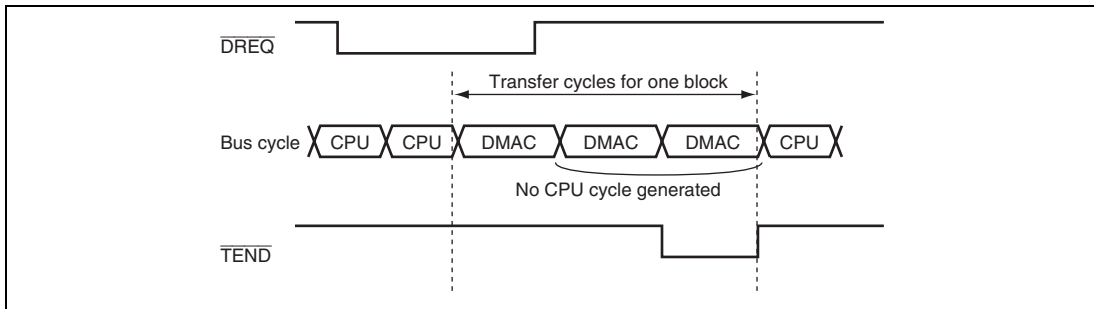 DREQ
Transfer cycles for one block
Bus cycle CPU CPU DMAC DMAC DMAC CPU
No CPU cycle generated
TEND